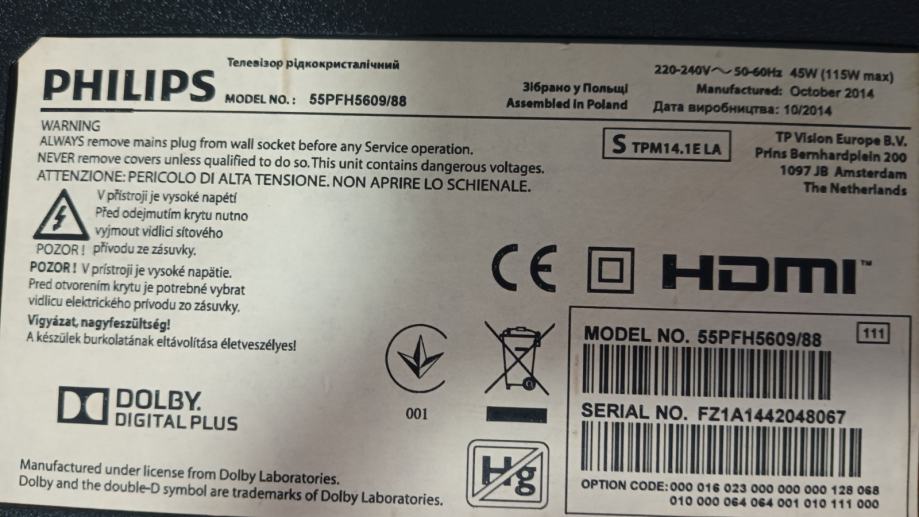 PHILIPS
Телевізор рідкокристалічний
MODEL NO.: 55PFH5609/88
Зібрано у Польщі
Assembled in Poland
220-240V~ 50-60Hz 45W (115W max)
Manufactured: October 2014
Дата виробництва: 10/2014
WARNING
ALWAYS remove mains plug from wall socket before any Service operation.
NEVER remove covers unless qualified to do so. This unit contains dangerous voltages.
ATTENZIONE: PERICOLO DI ALTA TENSIONE. NON APRIRE LO SCHIENALE.
S TPM14.1E LA
TP Vision Europe B.V.
Prins Bernhardplein 200
1097 JB Amsterdam
The Netherlands
V přístroji je vysoké napětí
Před odejmutím krytu nutno
vyjmout vidlici síťového
POZOR! přívodu ze zásuvky.
POZOR! V prístroji je vysoké napätie.
Pred otvorením krytu je potrebné vybrat
vidlicu elektrického prívodu zo zásuvky.
Vigyázat, nagyfeszültség!
A készülek burkolatának eltávolítása életveszélyes!
CE
HDMI™
001
DOLBY.
DIGITAL PLUS
Hg
Manufactured under license from Dolby Laboratories.
Dolby and the double-D symbol are trademarks of Dolby Laboratories.
MODEL NO. 55PFH5609/88
111
SERIAL NO. FZ1A1442048067
OPTION CODE: 000 016 023 000 000 000 128 068
010 000 064 064 001 010 111 000